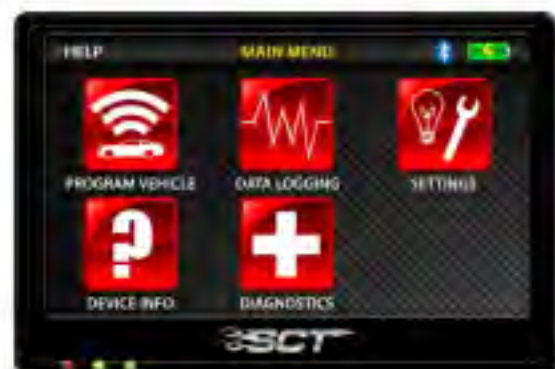 HELP MAIN MENU
PROGRAM VEHICLE DATA LOGGING SETTINGS
DEVICE INFO DIAGNOSTICS
SCT